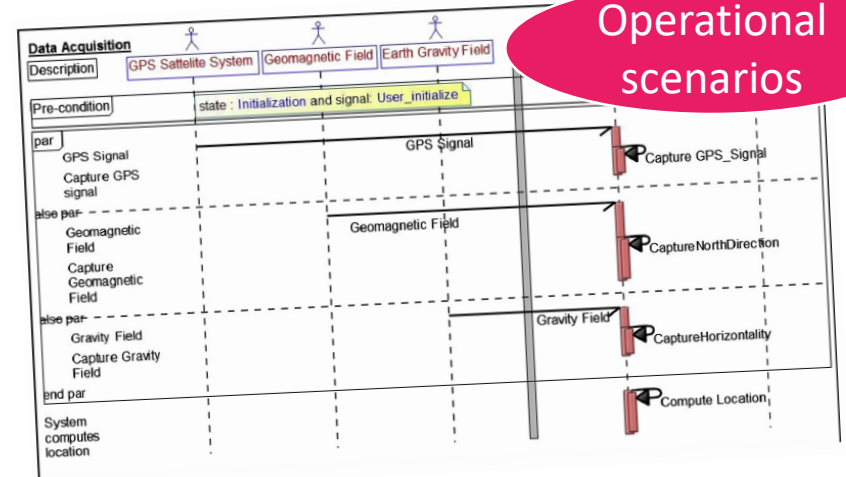 Operational
scenarios
Data Acquisition
Description
GPS Sattelite System
Geomagnetic Field
Earth Gravity Field
Pre-condition
state : Initialization and signal: User_initialize
par
GPS Signal
GPS Signal
Capture GPS
signal
Capture GPS_Signal
also par
Geomagnetic
Field
Geomagnetic Field
Capture
Geomagnetic
Field
CaptureNorthDirection
also par
Gravity Field
Gravity Field
Capture Gravity
Field
CaptureHorizontality
end par
System
computes
location
Compute Location